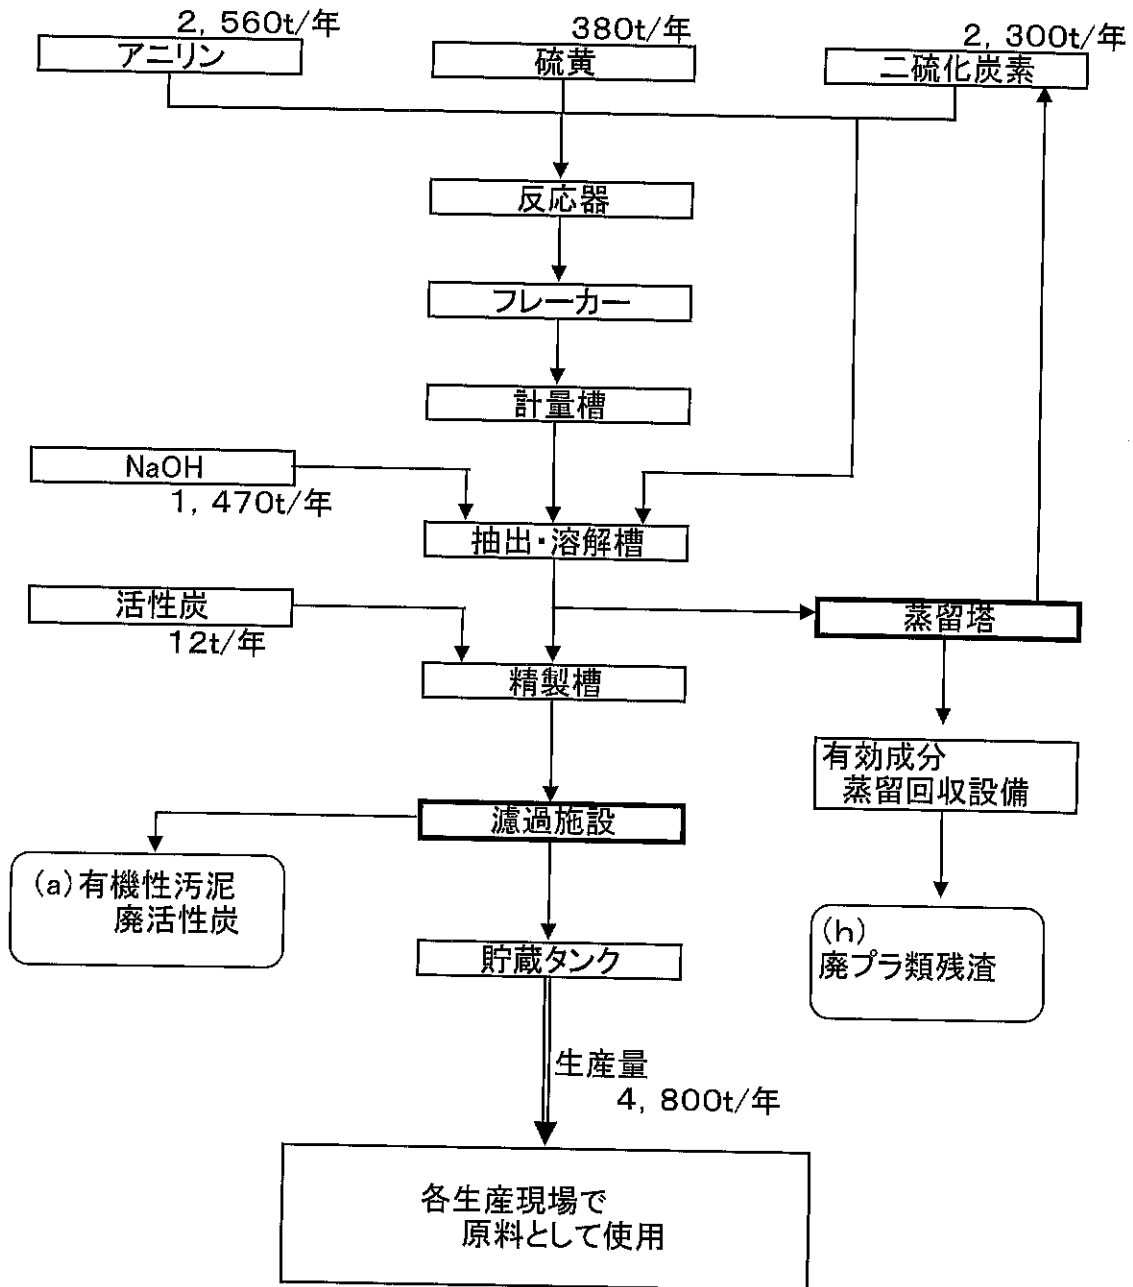 2, 560t/年
380t/年
2, 300t/年
アニリン
硫黄
二硫化炭素
反応器
フレーカー
計量槽
NaOH
1, 470t/年
抽出・溶解槽
活性炭
12t/年
蒸留塔
精製槽
有効成分
蒸留回収設備
濾過施設
(a)有機性汚泥
廃活性炭
(h)
廃プラ類残渣
貯蔵タンク
生産量
4, 800t/年
各生産現場で
原料として使用